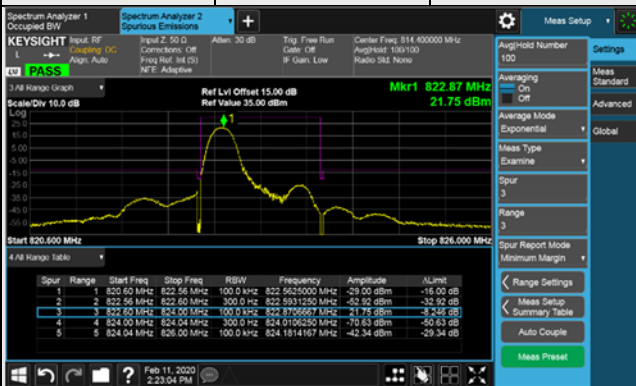 Spectrum Analyzer 1
Occupied BW
Spectrum Analyzer 2
Spurious Emissions
+
Meas Setup
KEYSIGHT
Input: RF
Coupling: DC
Align: Auto
Input Z: 50 Ω
Corrections: Off
Freq Ref: Int (S)
NFE: Adaptive
Atten: 30 dB
Trig: Free Run
Gate: Off
IF Gain: Low
Center Freq: 814.400000 MHz
Avg|Hold: 100/100
Radio Std: None
L
PASS
3 All Range Graph
Scale/Div 10.0 dB
Ref Lvl Offset 15.00 dB
Ref Value 35.00 dBm
Mkr1 822.87 MHz
21.75 dBm
Log
25.0
15.0
5.00
-5.00
-15.0
-25.0
-35.0
-45.0
1
Start 820.600 MHz
Stop 826.000 MHz
4 All Range Table
Spur Range Start Freq Stop Freq RBW Frequency Amplitude ΔLimit
1 1 820.60 MHz 822.56 MHz 100.0 kHz 822.5625000 MHz -29.00 dBm -16.00 dB
2 2 822.56 MHz 822.60 MHz 300.0 Hz 822.5931250 MHz -52.92 dBm -32.92 dB
3 3 822.60 MHz 824.00 MHz 100.0 kHz 822.8706667 MHz 21.75 dBm -8.246 dB
4 4 824.00 MHz 824.04 MHz 300.0 Hz 824.0106250 MHz -70.63 dBm -50.63 dB
5 5 824.04 MHz 826.00 MHz 100.0 kHz 824.1814167 MHz -42.34 dBm -29.34 dB
Avg|Hold Number
100
Averaging
On
Off
Average Mode
Exponential
Meas Type
Examine
Spur
3
Range
3
Spur Report Mode
Minimum Margin
Range Settings
Meas Setup
Summary Table
Auto Couple
Meas Preset
Settings
Meas
Standard
Advanced
Global
?
Feb 11, 2020
2:23:04 PM